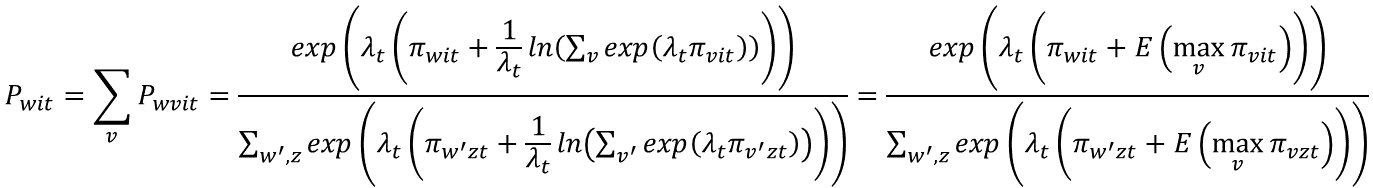 P_{wit} = \sum_{v} P_{wvit} = \frac{exp\left(\lambda_t\left(\pi_{wit} + \frac{1}{\lambda_t} ln(\sum_v exp(\lambda_t \pi_{vit}))\right)\right)}{\sum_{w',z} exp\left(\lambda_t\left(\pi_{w'zt} + \frac{1}{\lambda_t} ln(\sum_{v'} exp(\lambda_t \pi_{v'zt}))\right)\right)} = \frac{exp\left(\lambda_t\left(\pi_{wit} + E\left(\max_v \pi_{vit}\right)\right)\right)}{\sum_{w',z} exp\left(\lambda_t\left(\pi_{w'zt} + E\left(\max_v \pi_{vzt}\right)\right)\right)}